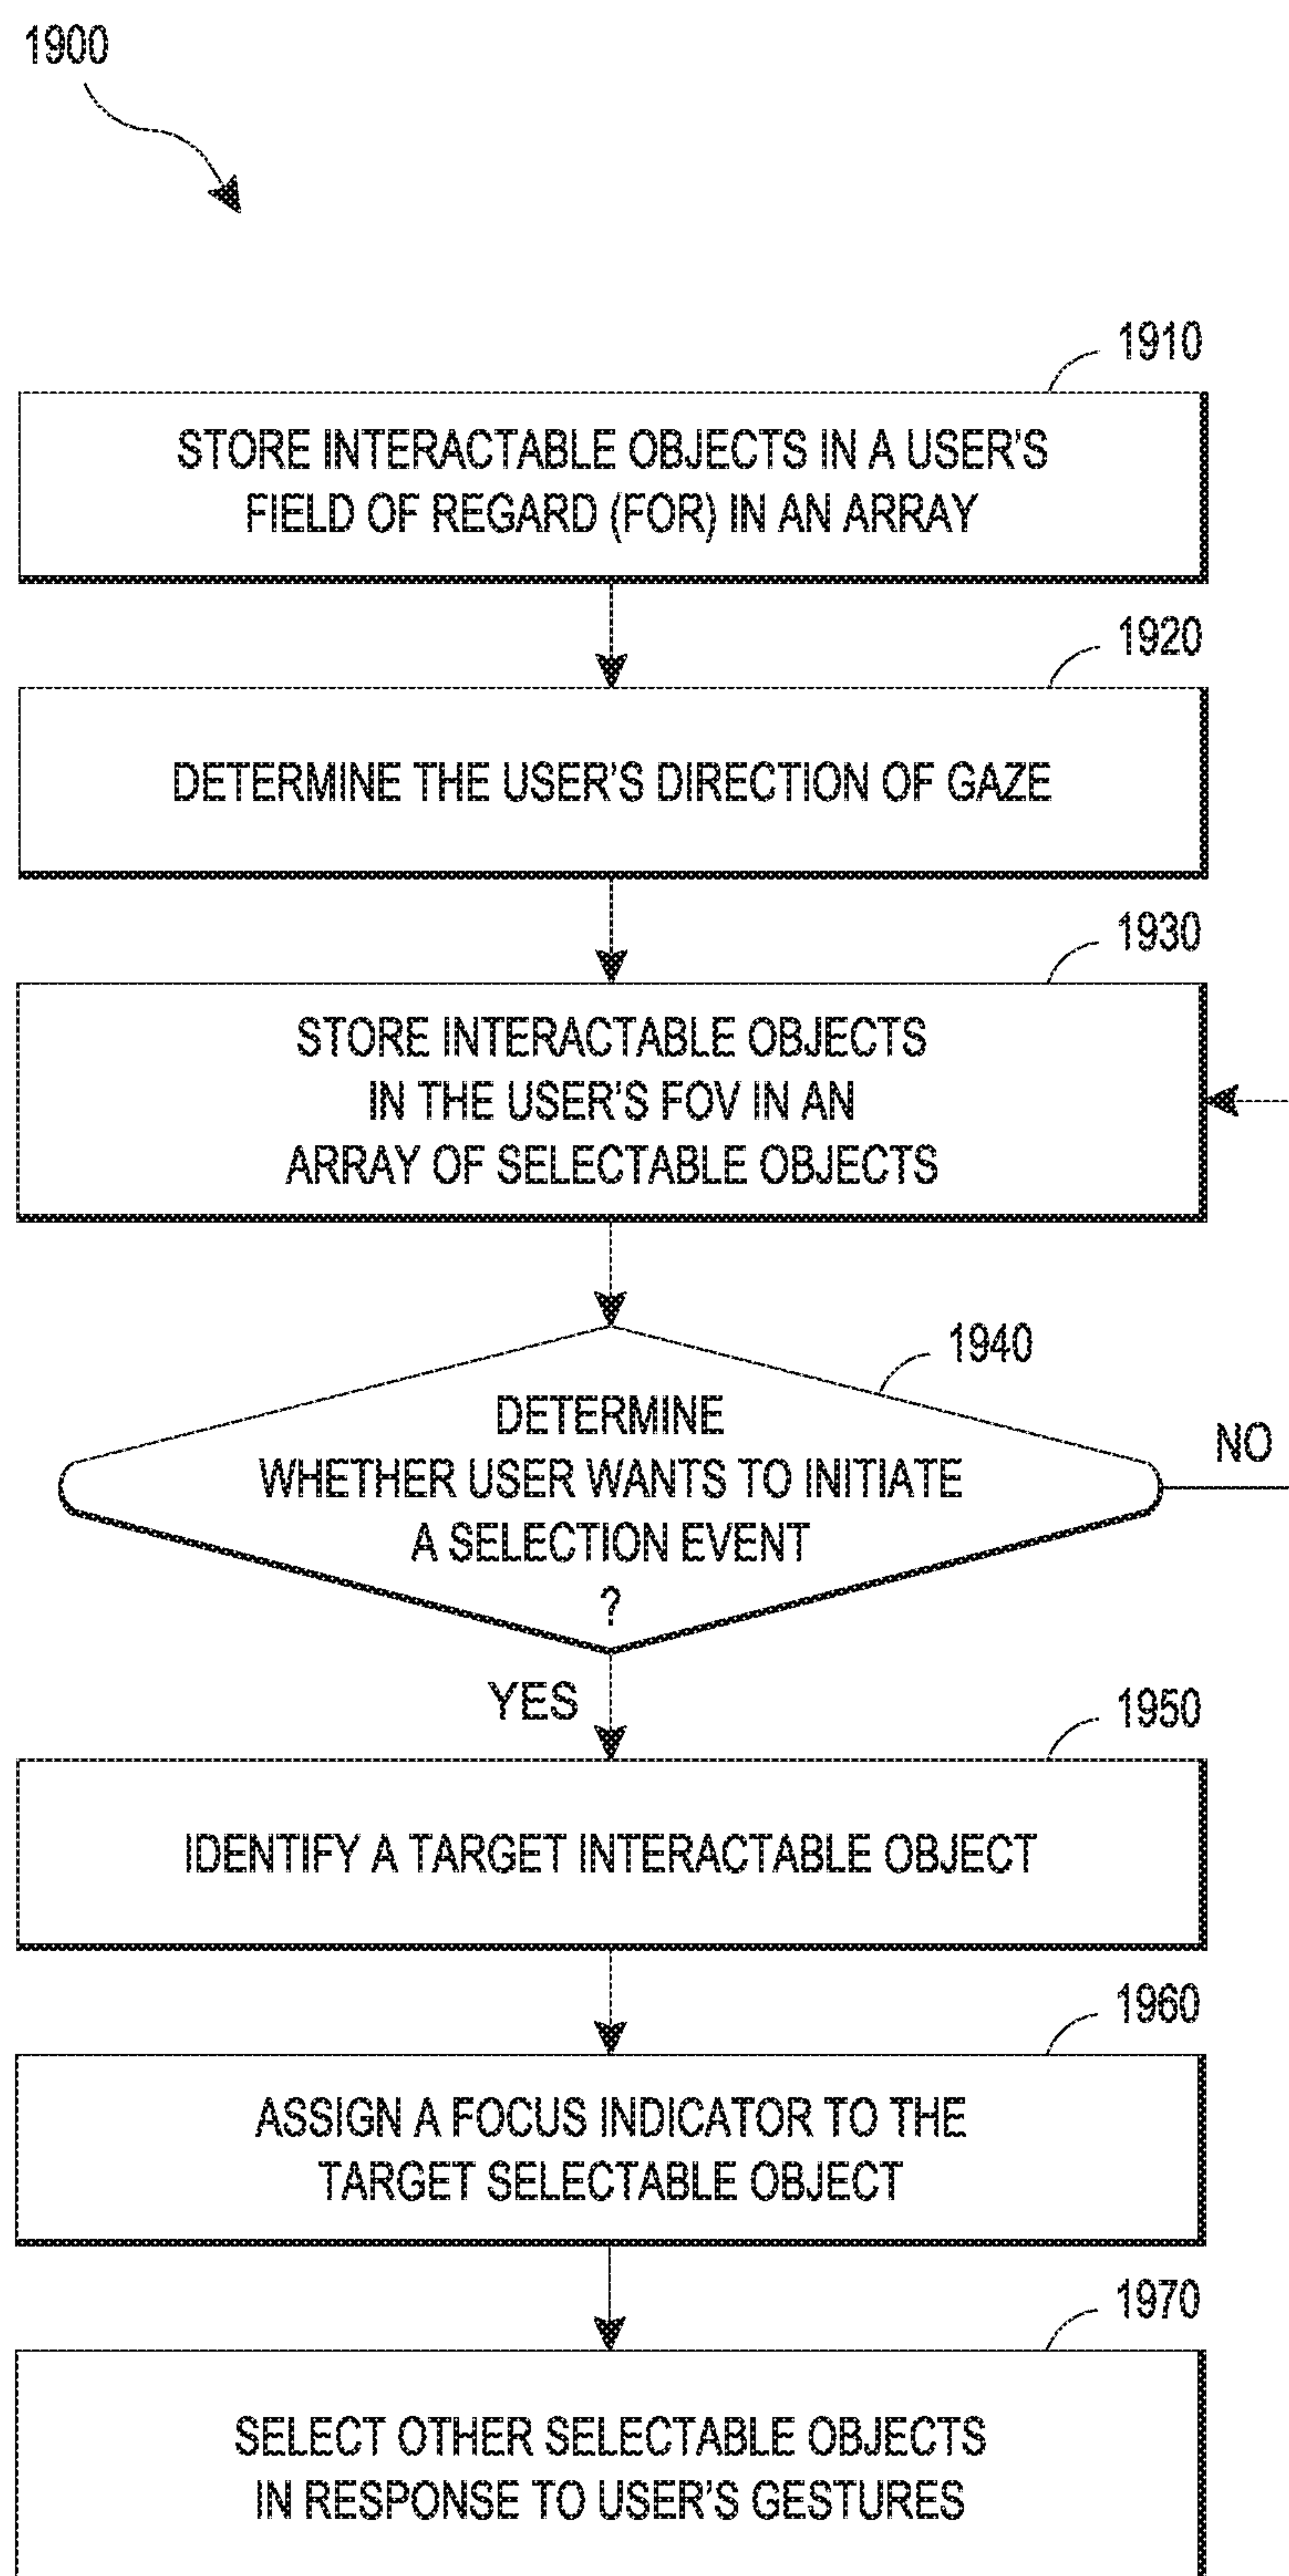 1900
1910
STORE INTERACTABLE OBJECTS IN A USER'S
FIELD OF REGARD (FOR) IN AN ARRAY
1920
DETERMINE THE USER'S DIRECTION OF GAZE
1930
STORE INTERACTABLE OBJECTS
IN THE USER'S FOV IN AN
ARRAY OF SELECTABLE OBJECTS
1940
DETERMINE
WHETHER USER WANTS TO INITIATE
A SELECTION EVENT
?
NO
YES
1950
IDENTIFY A TARGET INTERACTABLE OBJECT
1960
ASSIGN A FOCUS INDICATOR TO THE
TARGET SELECTABLE OBJECT
1970
SELECT OTHER SELECTABLE OBJECTS
IN RESPONSE TO USER'S GESTURES